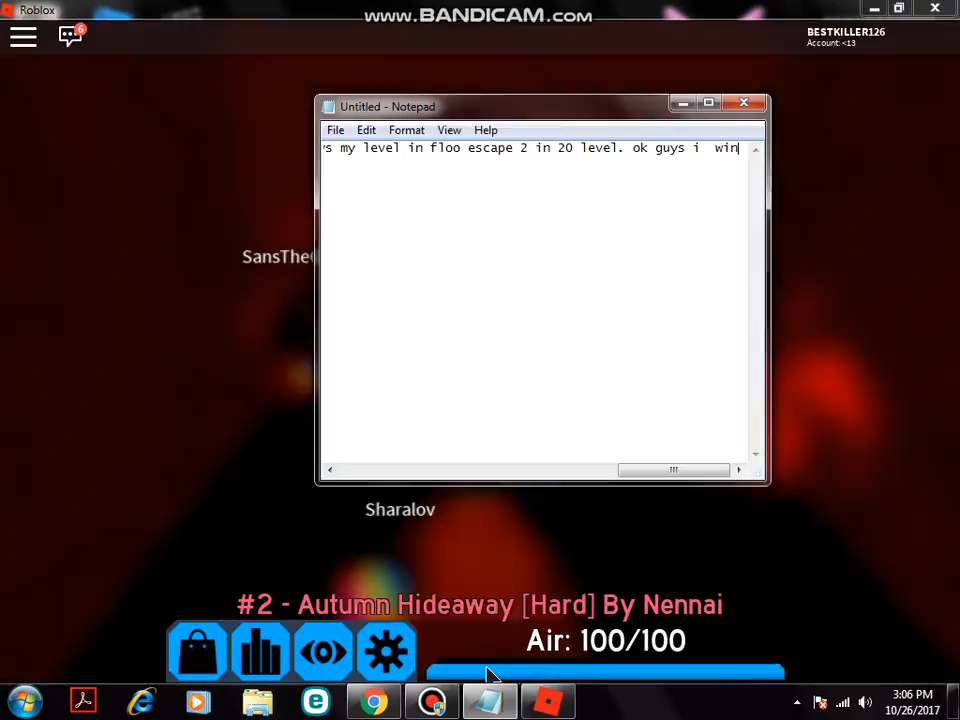 Roblox
WWW.BANDICAM.COM
6
BESTKILLER126
Account: <13
Untitled - Notepad
File Edit Format View Help
s my level in floo escape 2 in 20 level. ok guys i  win
SansThe
Sharalov
#2 - Autumn Hideaway [Hard] By Nennai
Air: 100/100
3:06 PM
10/26/2017